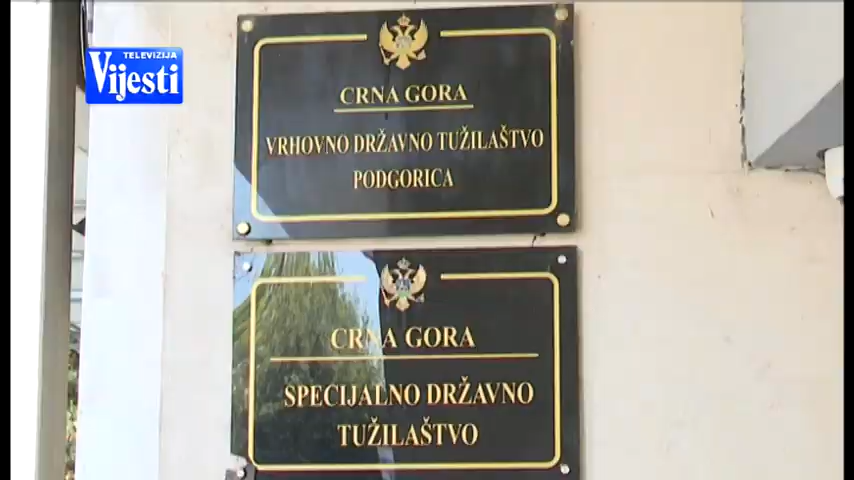 TELEVIZIJA
Vijesti
CRNA GORA
VRHOVNO DRŽAVNO TUŽILAŠTVO
PODGORICA
CRNA GORA
SPECIJALNO DRŽAVNO
TUŽILAŠTVO